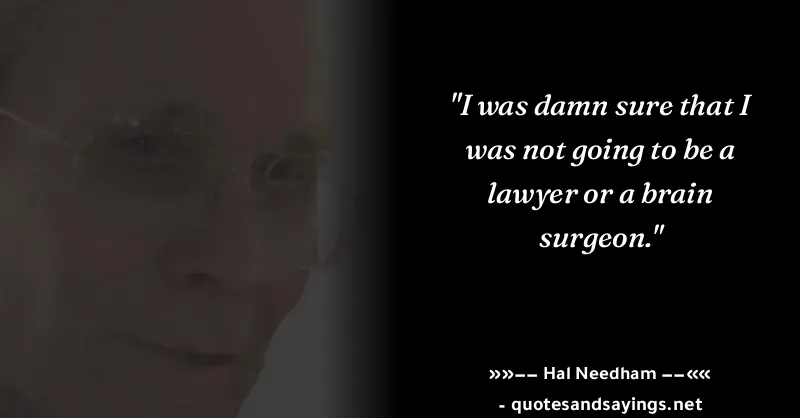 "I was damn sure that I
was not going to be a
lawyer or a brain
surgeon."
»»–– Hal Needham ––««
- quotesandsayings.net